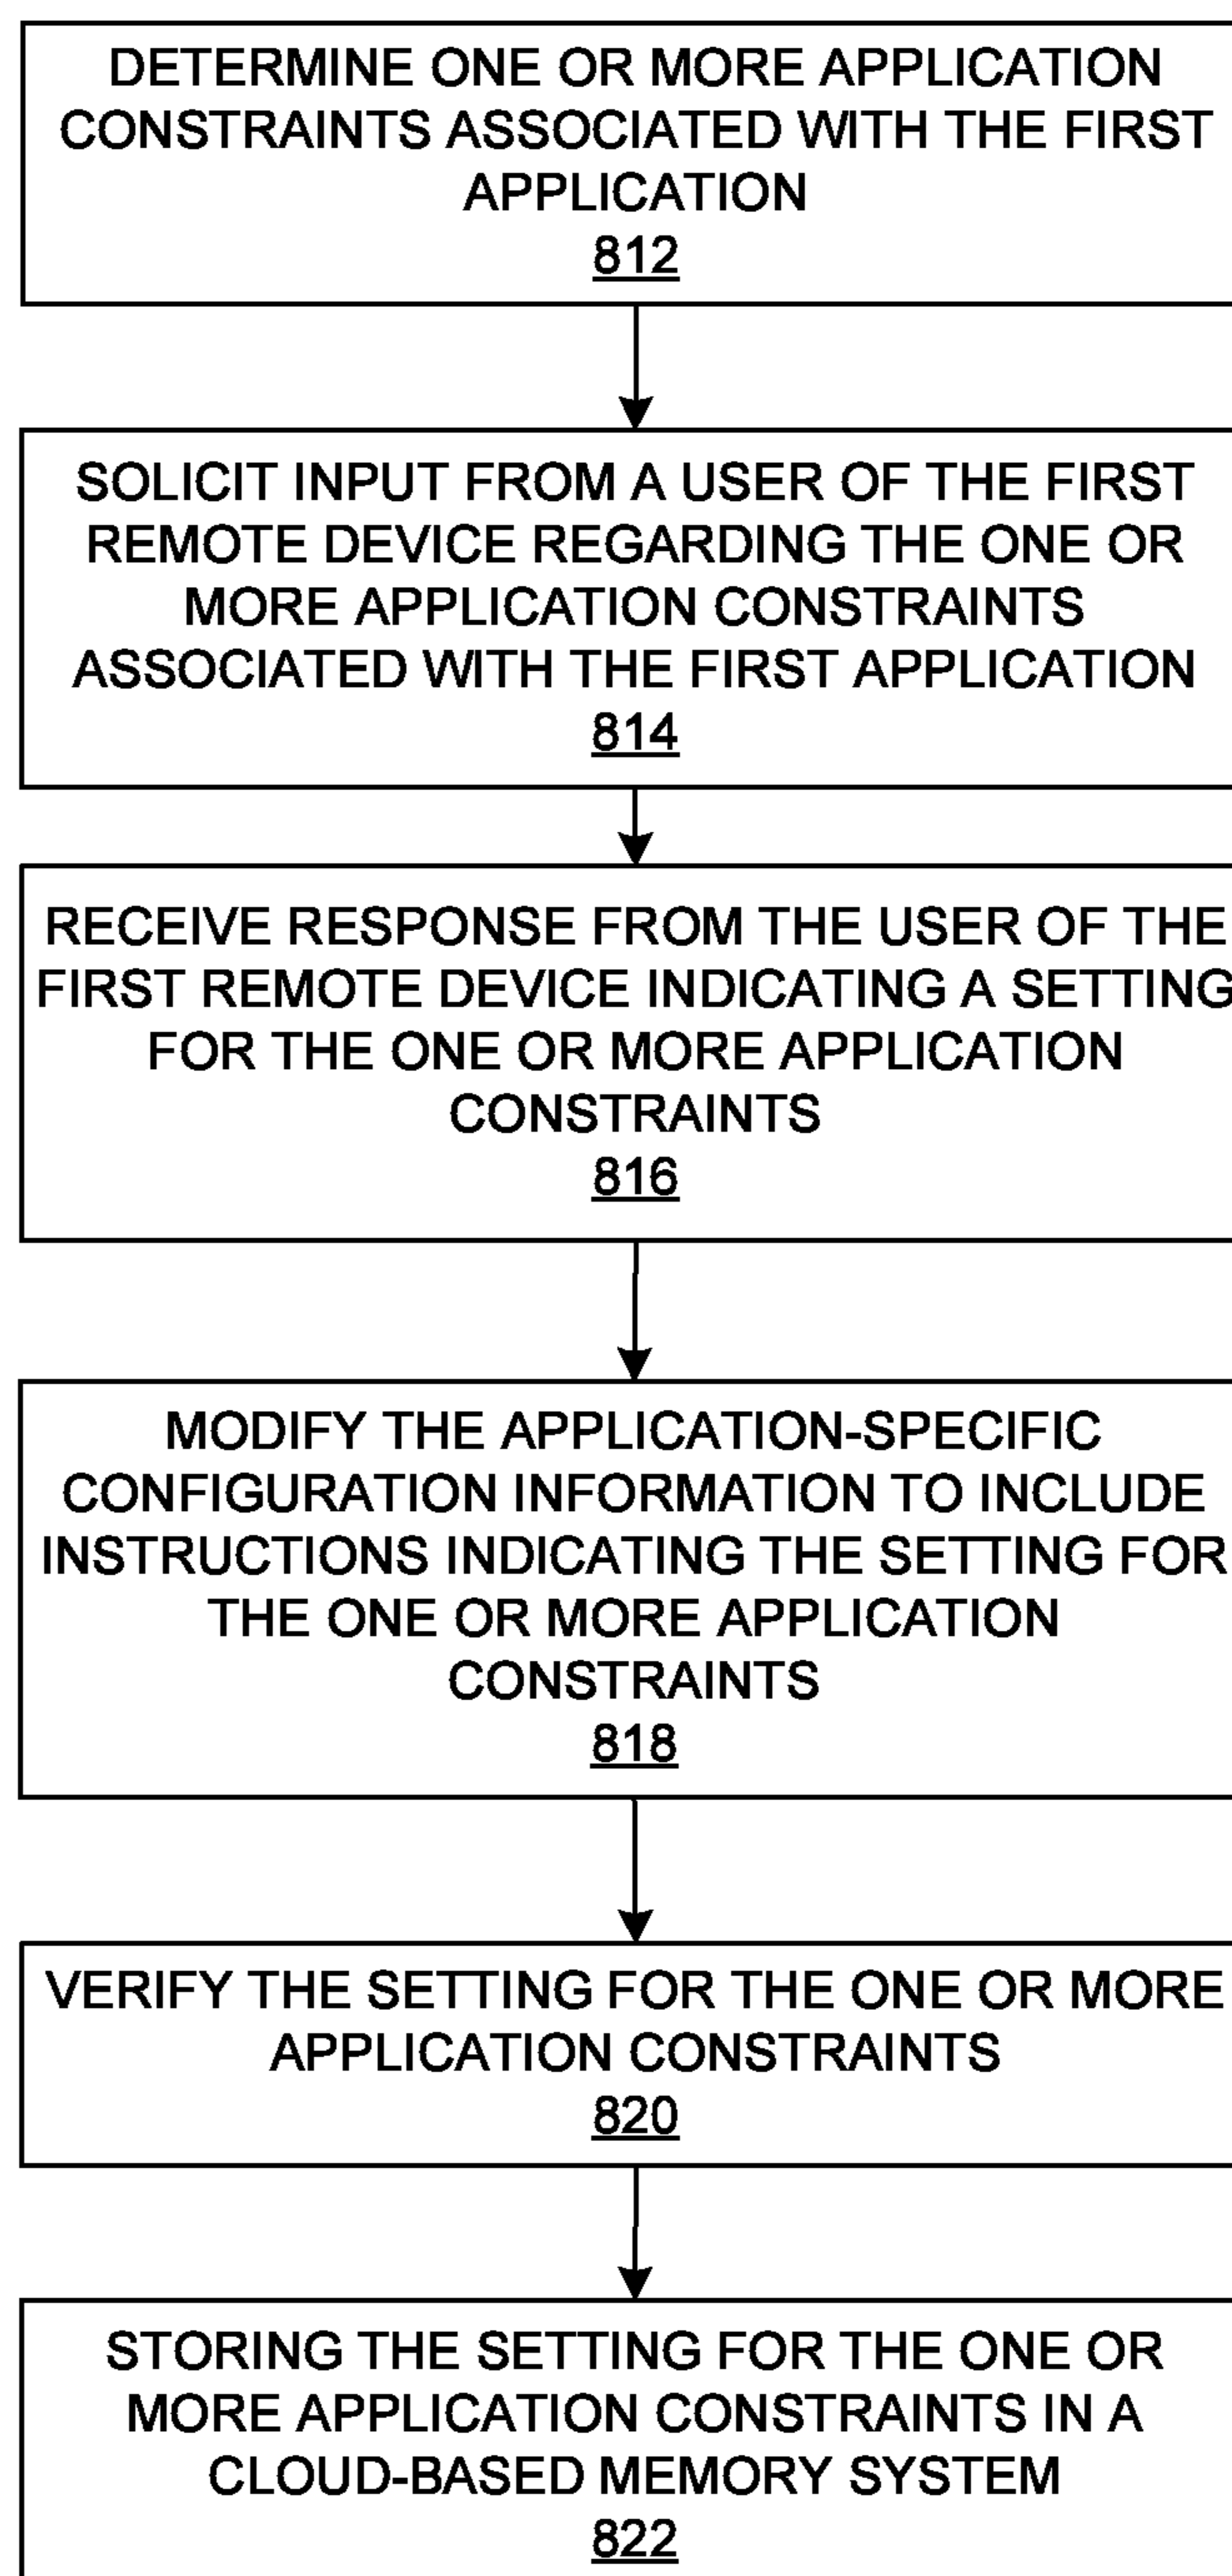 DETERMINE ONE OR MORE APPLICATION
CONSTRAINTS ASSOCIATED WITH THE FIRST
APPLICATION
812
SOLICIT INPUT FROM A USER OF THE FIRST
REMOTE DEVICE REGARDING THE ONE OR
MORE APPLICATION CONSTRAINTS
ASSOCIATED WITH THE FIRST APPLICATION
814
RECEIVE RESPONSE FROM THE USER OF THE
FIRST REMOTE DEVICE INDICATING A SETTING
FOR THE ONE OR MORE APPLICATION
CONSTRAINTS
816
MODIFY THE APPLICATION-SPECIFIC
CONFIGURATION INFORMATION TO INCLUDE
INSTRUCTIONS INDICATING THE SETTING FOR
THE ONE OR MORE APPLICATION
CONSTRAINTS
818
VERIFY THE SETTING FOR THE ONE OR MORE
APPLICATION CONSTRAINTS
820
STORING THE SETTING FOR THE ONE OR
MORE APPLICATION CONSTRAINTS IN A
CLOUD-BASED MEMORY SYSTEM
822